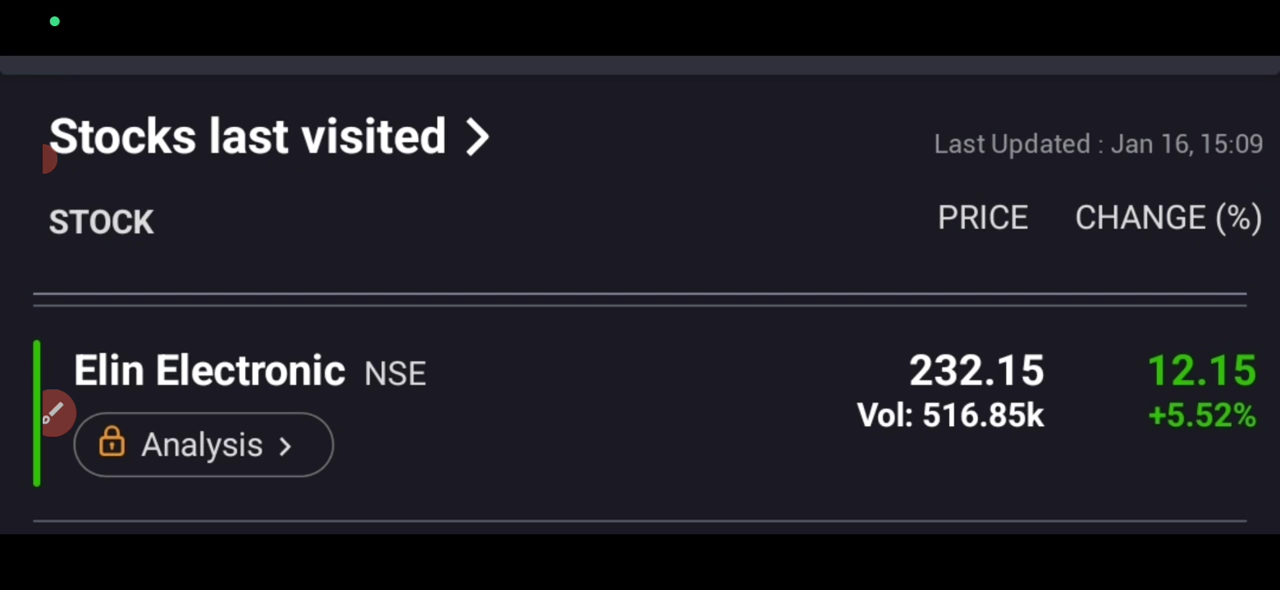 Stocks last visited
Last Updated : Jan 16, 15:09
STOCK PRICE CHANGE (%)
Elin Electronic NSE 232.15 12.15
Vol: 516.85k +5.52%
Analysis